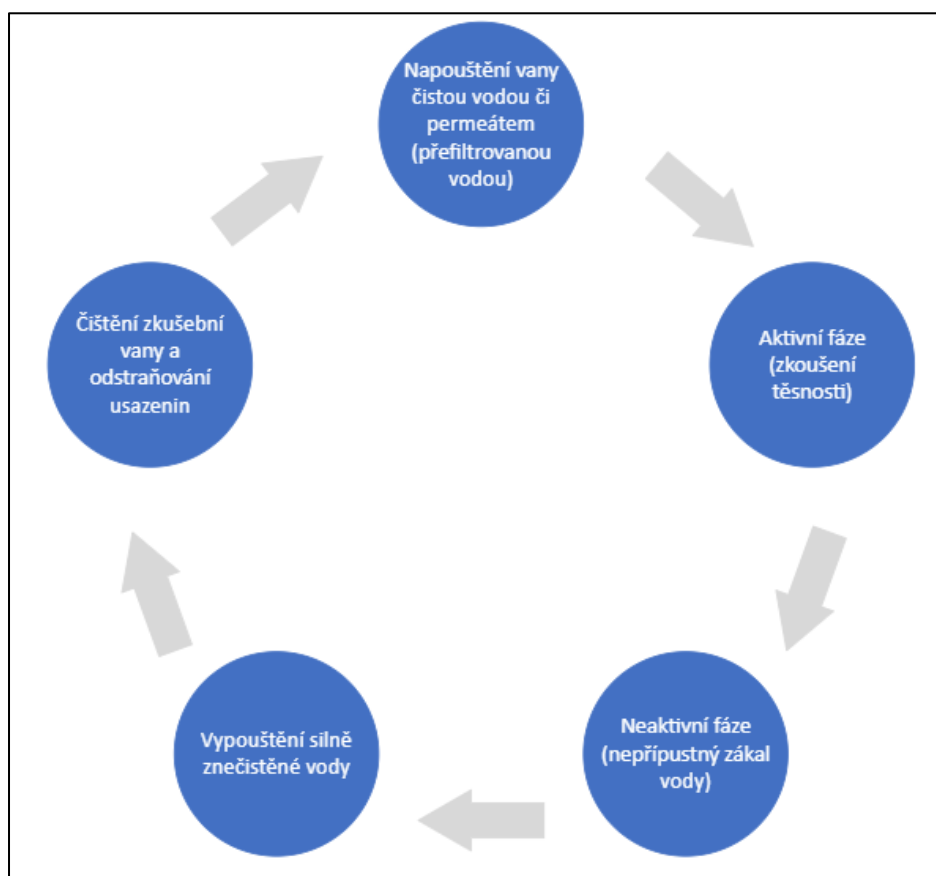 Napouštění vany
čistou vodou či
permeátem
(přefiltrovanou
vodou)
Aktivní fáze
(zkoušení
těsnosti)
Neaktivní fáze
(nepřípustný zákal
vody)
Vypouštění silně
znečistěné vody
Čištění zkušební
vany a
odstraňování
usazenin